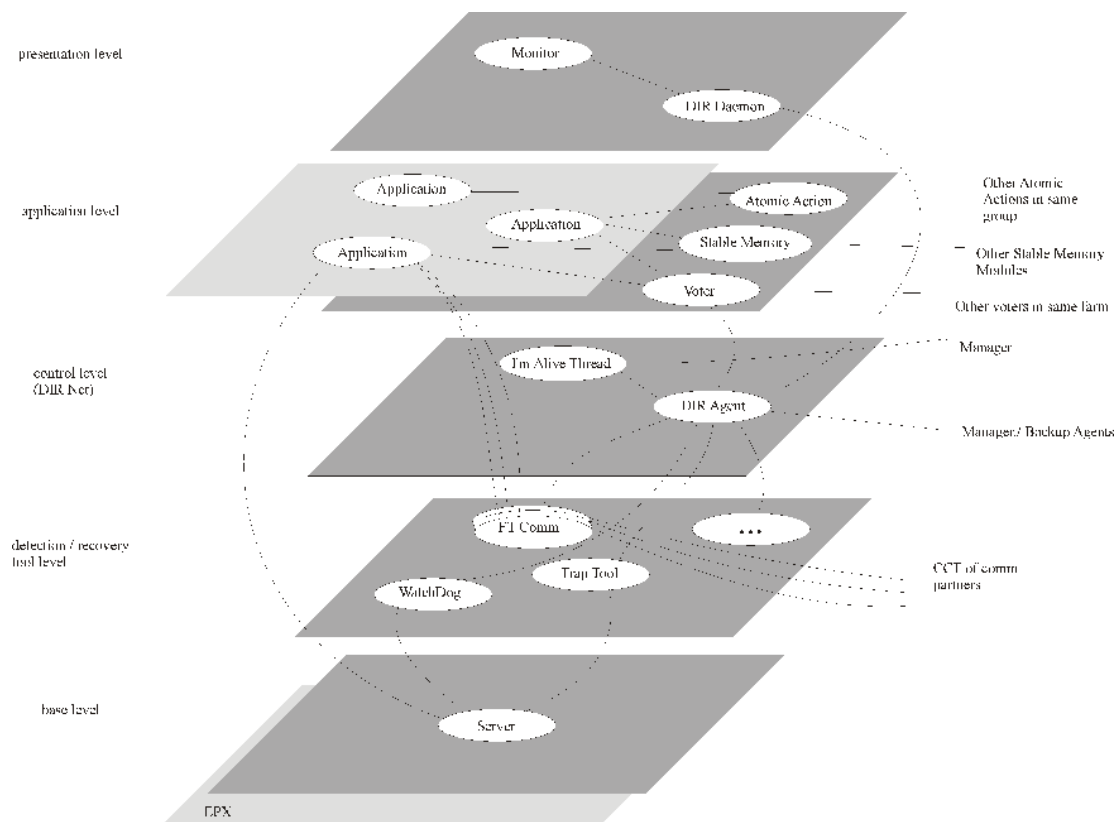 presentation level
Monitor
DIR Daemon
application level
Application
Application
Application
Atomic Action
Stable Memory
Voter
Other Atomic
Actions in same
group
Other Stable Memory
Modules
Other voters in same farm
control level
(DIR Net)
I'm Alive Thread
DIR Agent
Manager
Manager / Backup Agents
detection / recovery
tool level
FT Comm
...
Trap Tool
WatchDog
CCT of comm
partners
base level
Server
EPX